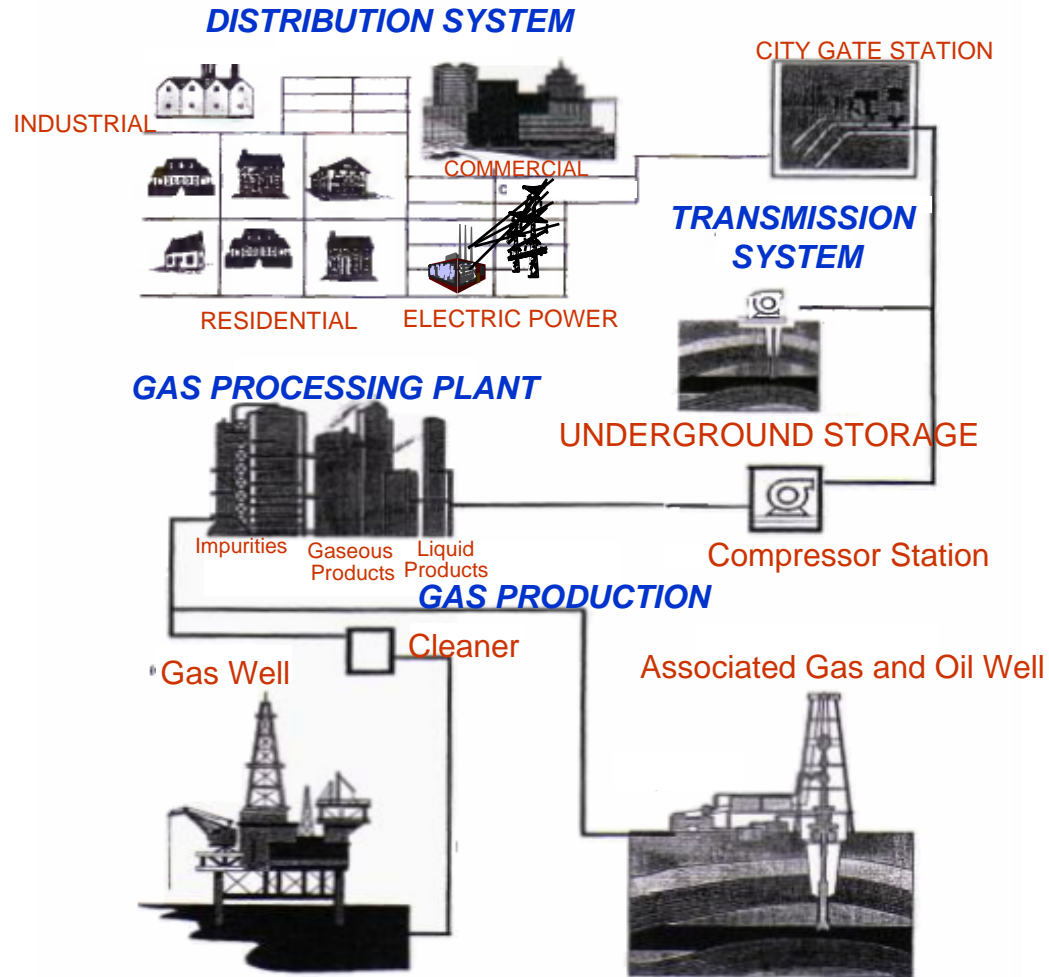 DISTRIBUTION SYSTEM
CITY GATE STATION
INDUSTRIAL
COMMERCIAL
TRANSMISSION
SYSTEM
RESIDENTIAL
ELECTRIC POWER
GAS PROCESSING PLANT
UNDERGROUND STORAGE
Impurities
Gaseous
Products
Liquid
Products
Compressor Station
GAS PRODUCTION
Cleaner
Gas Well
Associated Gas and Oil Well